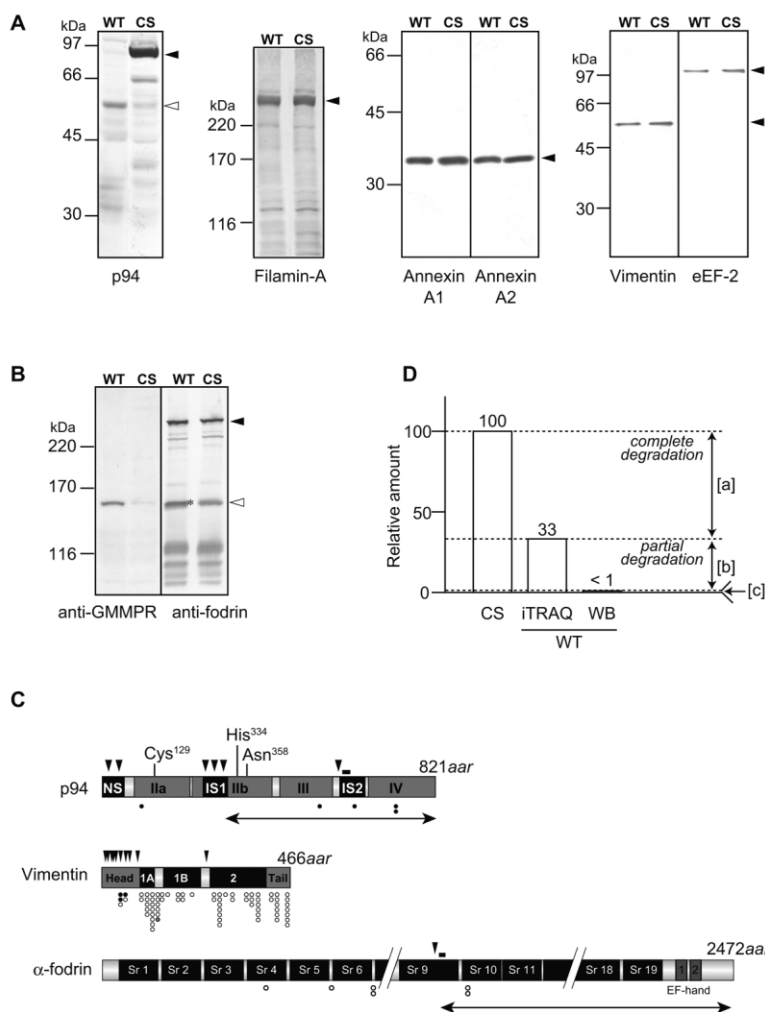 A
WT CS
kDa
97
66
45
30
p94
WT CS
kDa
220
170
116
Filamin-A
WT CS WT CS
kDa
66
45
30
Annexin A1
Annexin A2
WT CS WT CS
kDa
97
66
45
30
Vimentin
eEF-2
B
WT CS WT CS
kDa
220
170
116
*
anti-GMMPR
anti-fodrin
D
Relative amount
100
50
0
100
33
< 1
complete degradation
partial degradation
[a]
[b]
[c]
CS
iTRAQ
WB
WT
C
p94
Cys129
His334
Asn358
821aar
NS
IIa
IS1
IIb
III
IS2
IV
Vimentin
466aar
Head
1A
1B
2
Tail
α-fodrin
2472aar
Sr 1
Sr 2
Sr 3
Sr 4
Sr 5
Sr 6
Sr 9
Sr 10
Sr 11
Sr 18
Sr 19
1
2
EF-hand